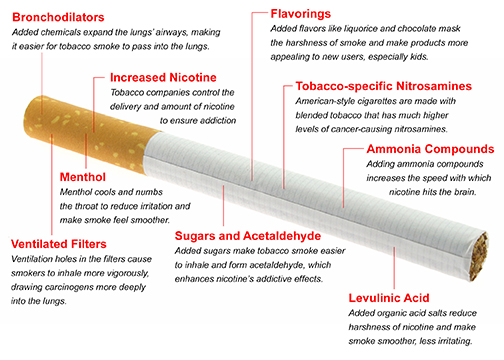 Bronchodilators
Added chemicals expand the lungs' airways, making
it easier for tobacco smoke to pass into the lungs.
Flavorings
Added flavors like liquorice and chocolate mask
the harshness of smoke and make products more
appealing to new users, especially kids.
Increased Nicotine
Tobacco companies control the
delivery and amount of nicotine
to ensure addiction
Tobacco-specific Nitrosamines
American-style cigarettes are made with
blended tobacco that has much higher
levels of cancer-causing nitrosamines.
Ammonia Compounds
Adding ammonia compounds
increases the speed with which
nicotine hits the brain.
Menthol
Menthol cools and numbs
the throat to reduce irritation and
make smoke feel smoother.
Ventilated Filters
Ventilation holes in the filters cause
smokers to inhale more vigorously,
drawing carcinogens more deeply
into the lungs.
Sugars and Acetaldehyde
Added sugars make tobacco smoke easier
to inhale and form acetaldehyde, which
enhances nicotine's addictive effects.
Levulinic Acid
Added organic acid salts reduce
harshness of nicotine and make
smoke smoother, less irritating.